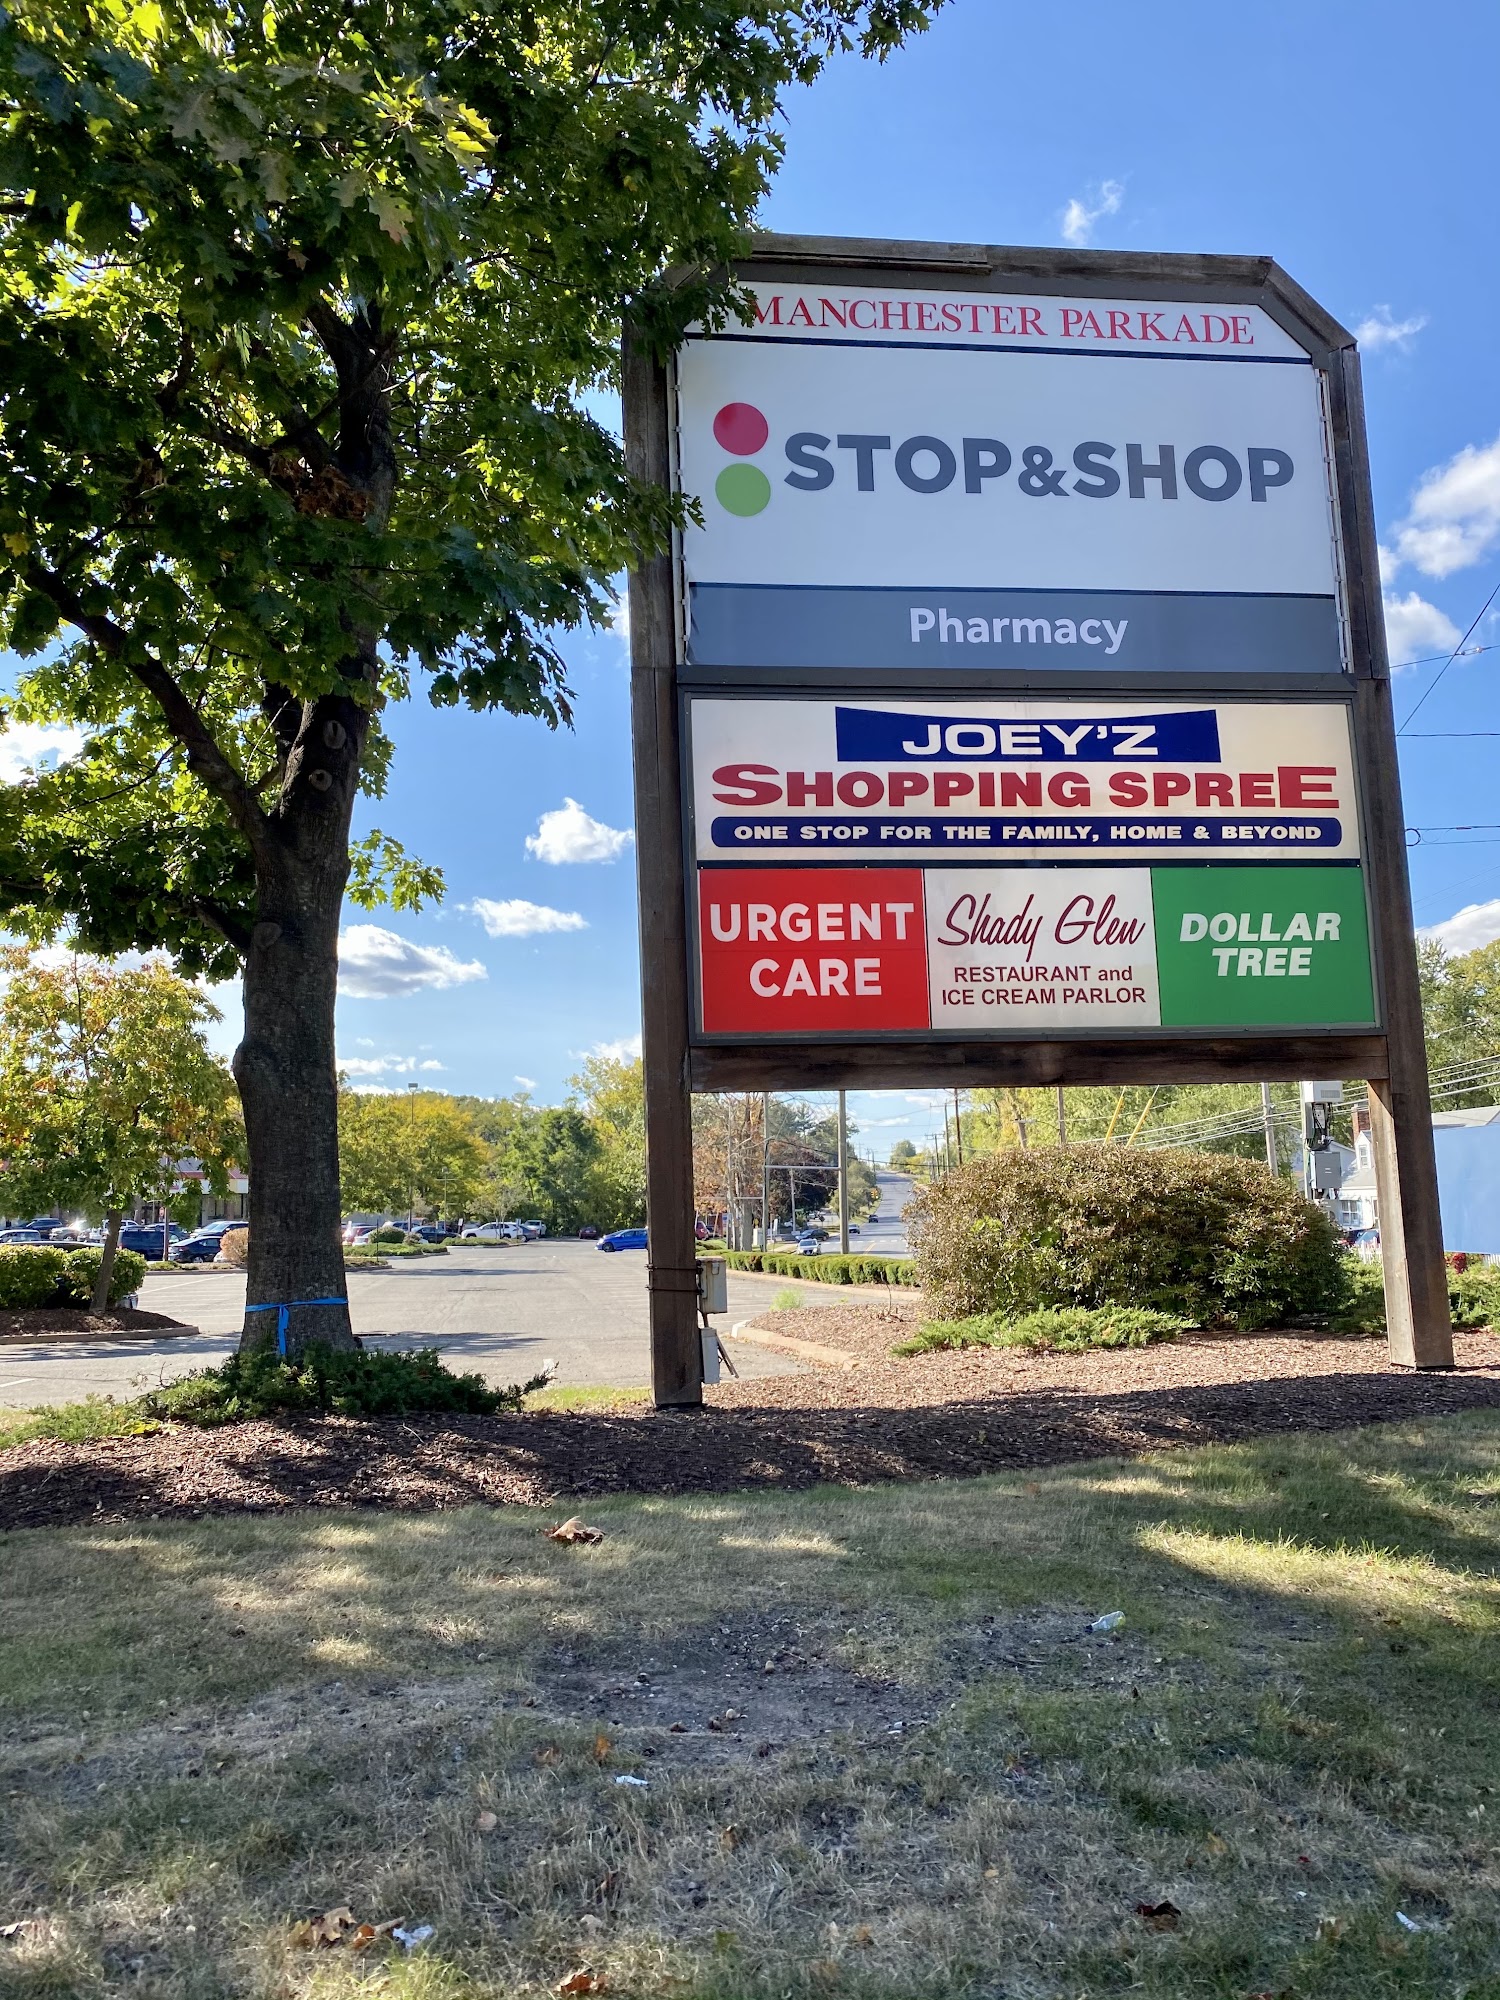 MANCHESTER PARKADE
STOP&SHOP
Pharmacy
JOEY'Z
SHOPPING SPREE
ONE STOP FOR THE FAMILY, HOME & BEYOND
URGENT
CARE
Shady Glen
RESTAURANT and
ICE CREAM PARLOR
DOLLAR
TREE